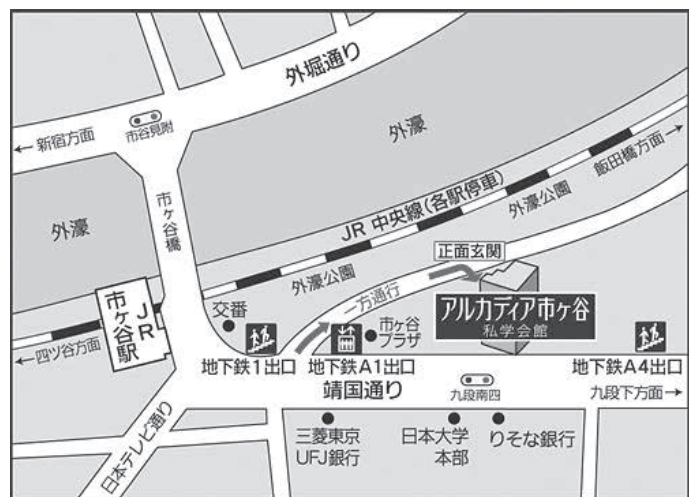 外堀通り
市谷見附
← 新宿方面
外濠
飯田橋方面 →
外濠公園
JR 中央線(各駅停車)
市ヶ谷橋
外濠
正面玄関
外濠公園
一方通行
アルカディア市ヶ谷
私学会館
交番
市ヶ谷
プラザ
JR
市ヶ谷駅
← 四ツ谷方面
地下鉄1出口
地下鉄A1出口
地下鉄A4出口
靖国通り
九段南四
九段下方面 →
日本テレビ通り
三菱東京
UFJ銀行
日本大学
本部
りそな銀行